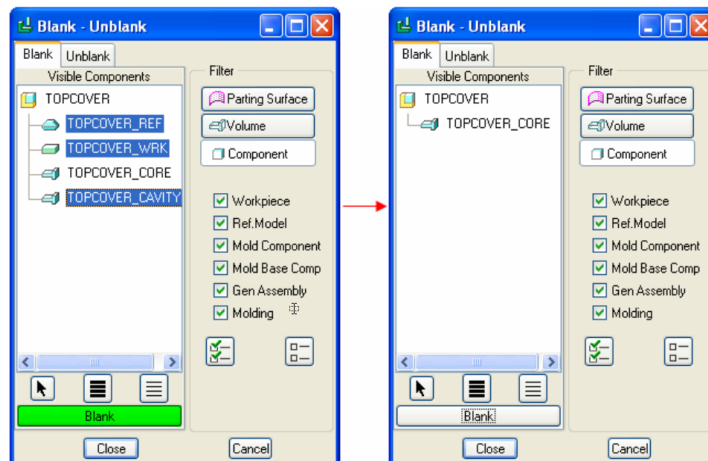 Blank - Unblank
Blank Unblank
Visible Components
TOPCOVER
TOPCOVER_REF
TOPCOVER_WRK
TOPCOVER_CORE
TOPCOVER_CAVITY
Filter
Parting Surface
Volume
Component
Workpiece
Ref.Model
Mold Component
Mold Base Comp
Gen Assembly
Molding
Blank
Close Cancel
Blank - Unblank
Blank Unblank
Visible Components
TOPCOVER
TOPCOVER_CORE
Filter
Parting Surface
Volume
Component
Workpiece
Ref.Model
Mold Component
Mold Base Comp
Gen Assembly
Molding
Blank
Close Cancel